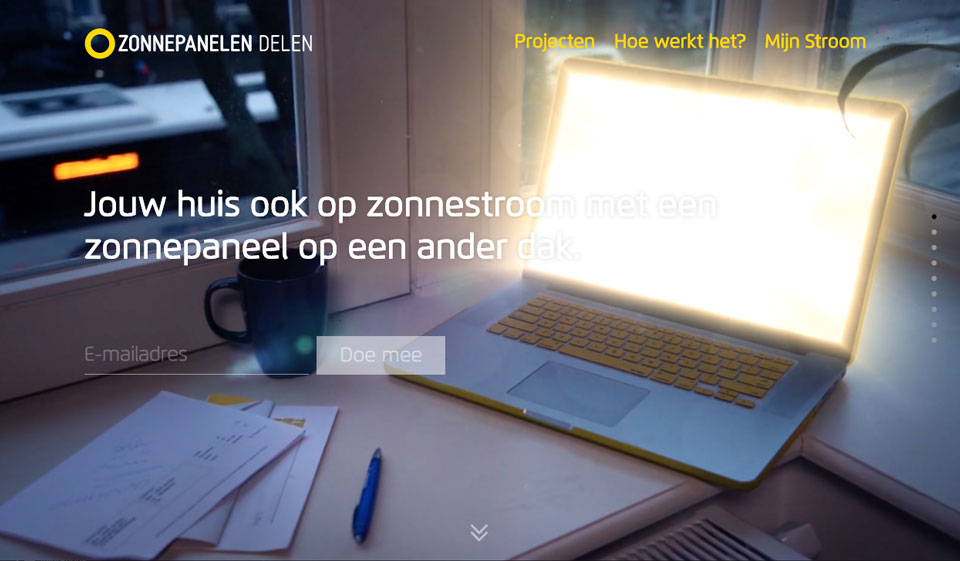 ZONNEPANELEN DELEN
Projecten Hoe werkt het? Mijn Stroom
Jouw huis ook op zonnestroom met een
zonnepaneel op een ander dak.
E-mailadres
Doe mee